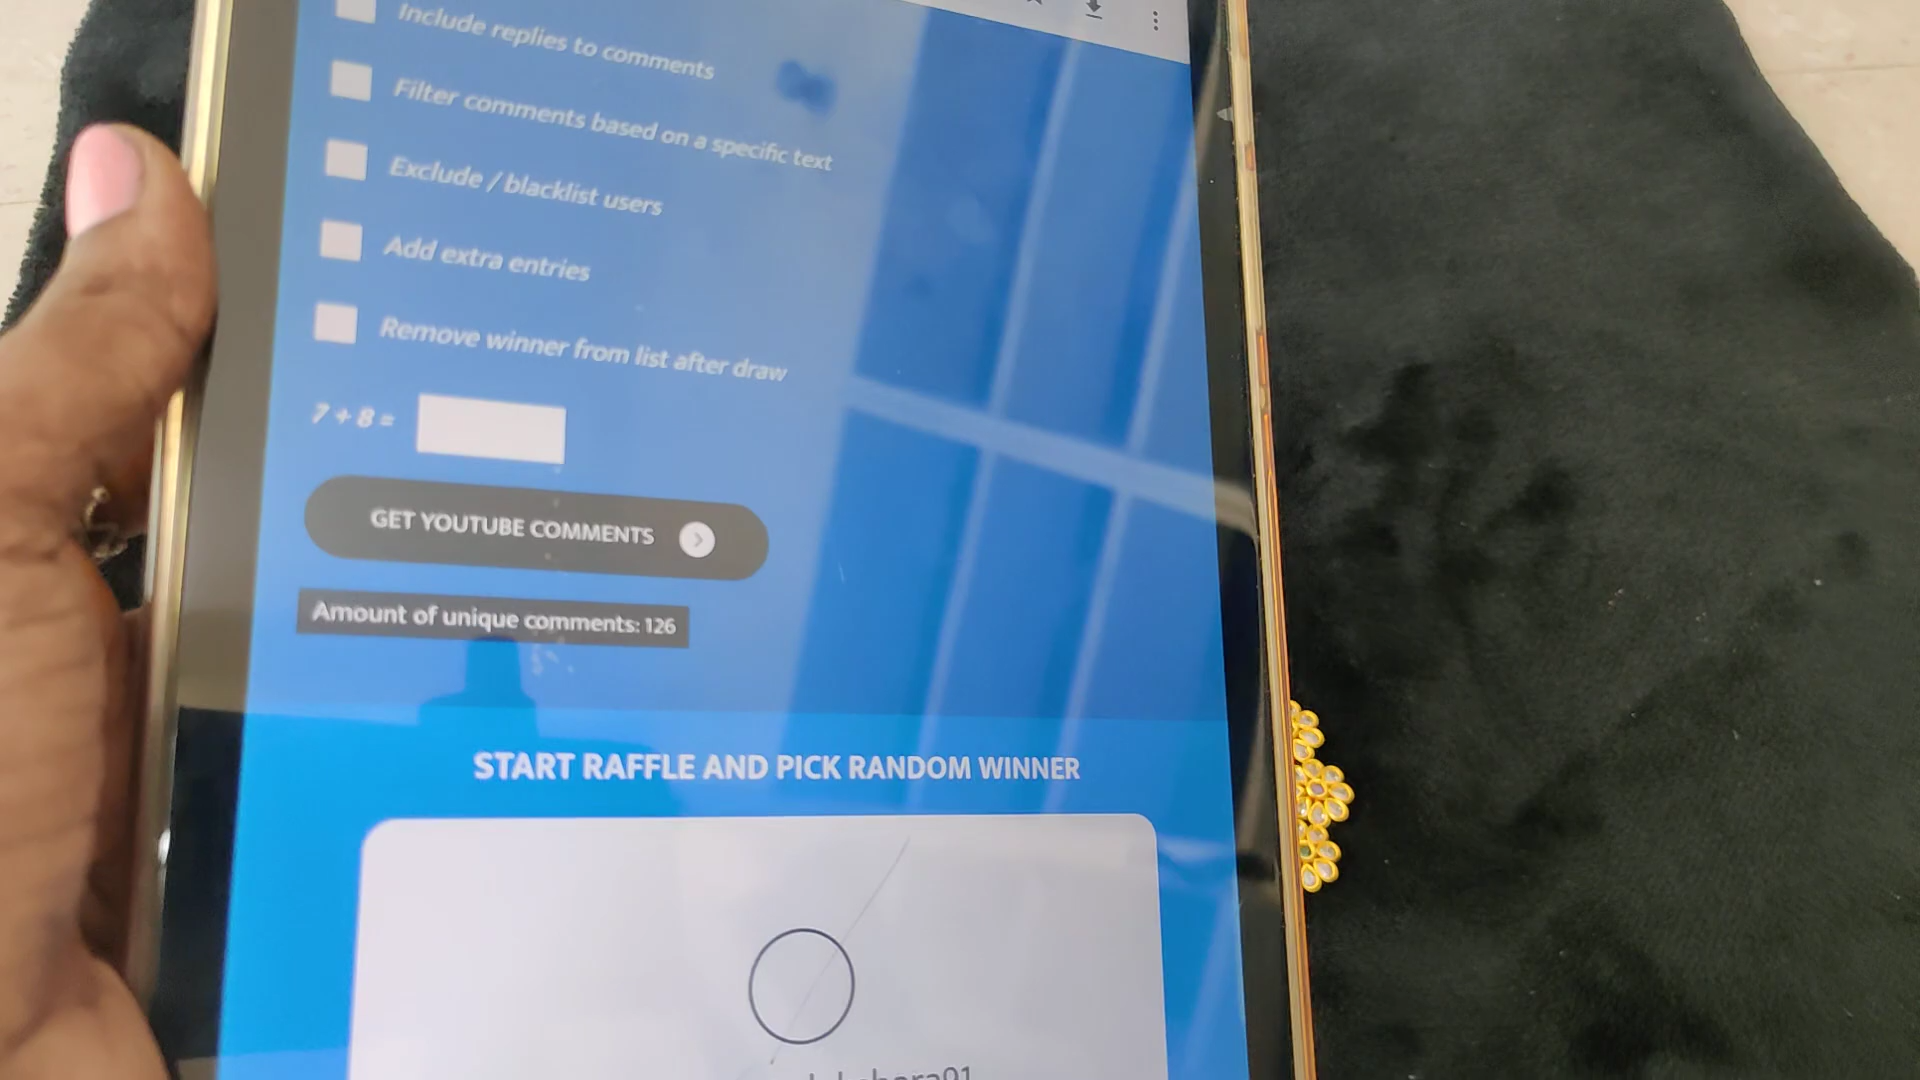 Include replies to comments
Filter comments based on a specific text
Exclude / blacklist users
Add extra entries
Remove winner from list after draw
7 + 8 =
GET YOUTUBE COMMENTS
Amount of unique comments: 126
START RAFFLE AND PICK RANDOM WINNER